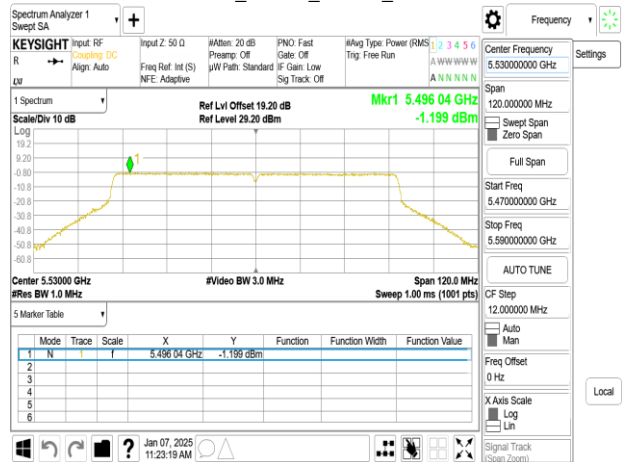 Spectrum Analyzer 1
Swept SA
+
Frequency
KEYSIGHT
R
LXI
Input: RF
Coupling: DC
Align: Auto
Input Z: 50 Ω
Freq Ref: Int (S)
NFE: Adaptive
#Atten: 20 dB
Preamp: Off
µW Path: Standard
PNO: Fast
Gate: Off
IF Gain: Low
Sig Track: Off
#Avg Type: Power (RMS
Trig: Free Run
1 2 3 4 5 6
A W W W W W
A N N N N N
Center Frequency
5.530000000 GHz
Settings
Span
120.000000 MHz
Swept Span
Zero Span
Full Span
Start Freq
5.470000000 GHz
Stop Freq
5.590000000 GHz
AUTO TUNE
CF Step
12.000000 MHz
Auto
Man
Freq Offset
0 Hz
X Axis Scale
Log
Lin
Signal Track
(Span Zoom)
Local
1 Spectrum
Scale/Div 10 dB
Ref Lvl Offset 19.20 dB
Ref Level 29.20 dBm
Mkr1 5.496 04 GHz
-1.199 dBm
Log
19.2
9.20
-0.80
-10.8
-20.8
-30.8
-40.8
-50.8
-60.8
1
Center 5.53000 GHz
#Res BW 1.0 MHz
#Video BW 3.0 MHz
Span 120.0 MHz
Sweep 1.00 ms (1001 pts)
5 Marker Table
Mode Trace Scale X Y Function Function Width Function Value
1 N 1 f 5.496 04 GHz -1.199 dBm
2
3
4
5
6
?
Jan 07, 2025
11:23:19 AM